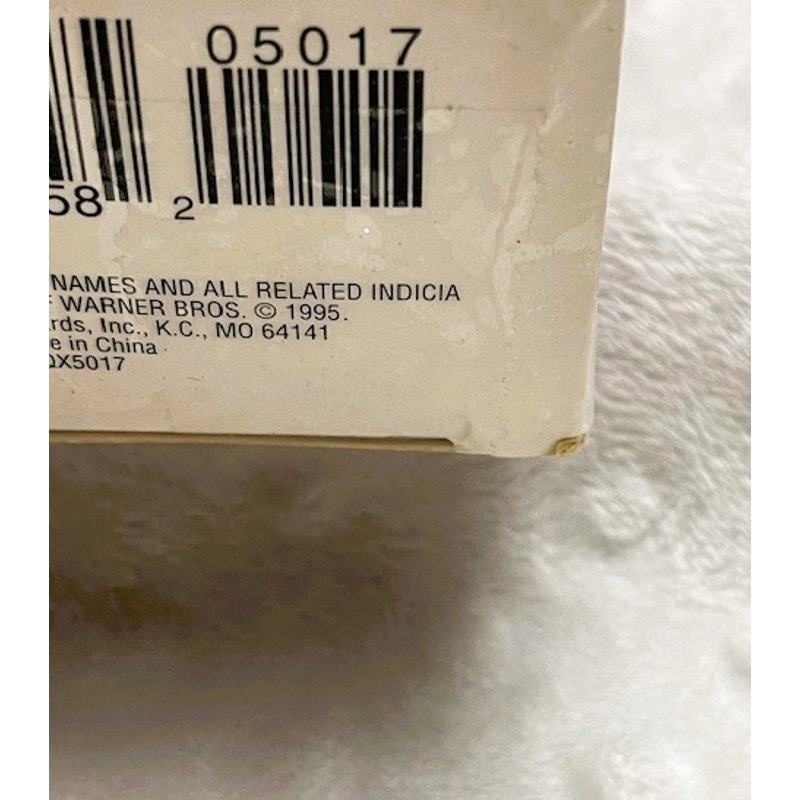 05017
58 2
NAMES AND ALL RELATED INDICIA
WARNER BROS. © 1995.
rds, Inc., K.C., MO 64141
e in China
QX5017